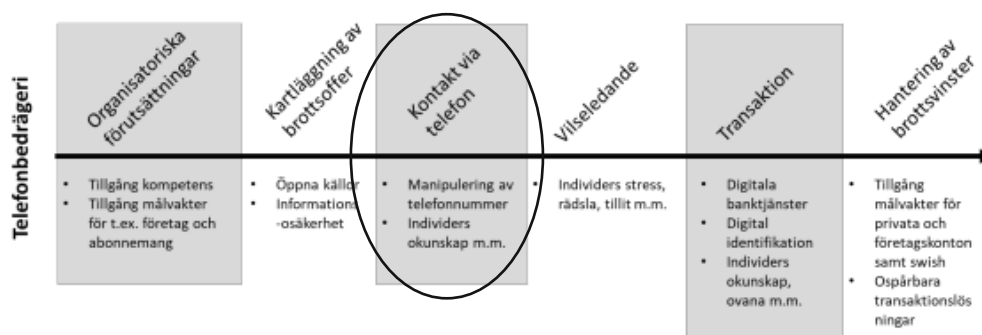 Telefonbedrägeri
Organisatoriska
förutsättningar
Kartläggning av
brottsoffer
Kontakt via
telefon
Vilseledande
Transaktion
Hantering av
brottsvinster
• Tillgång kompetens
• Tillgång målvakter
för t.ex. företag och
abonnemang
• Öppna källor
• Informations
-osäkerhet
• Manipulering av
telefonnummer
• Individers
okunskap m.m.
• Individers stress,
rädsla, tillit m.m.
• Digitala
banktjänster
• Digital
identifikation
• Individers
okunskap,
ovana m.m.
• Tillgång
målvakter för
privata och
företagskonton
samt swish
• Ospårbara
transaktionslös
ningar